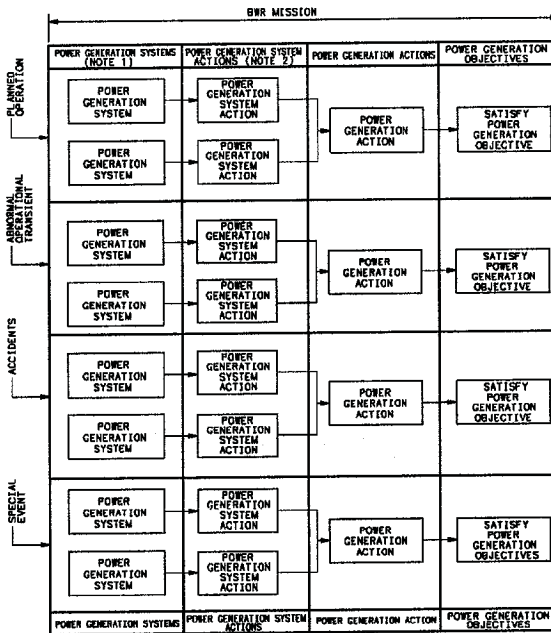 BWR MISSION
POWER GENERATION SYSTEMS
(NOTE 1)
POWER GENERATION SYSTEM
ACTIONS (NOTE 2)
POWER GENERATION ACTIONS
POWER GENERATION
OBJECTIVES
PLANNED
OPERATION
POWER
GENERATION
SYSTEM
POWER
GENERATION
SYSTEM
ACTION
POWER
GENERATION
ACTION
SATISFY
POWER
GENERATION
OBJECTIVE
POWER
GENERATION
SYSTEM
POWER
GENERATION
SYSTEM
ACTION
ABNORMAL
OPERATIONAL
TRANSIENT
POWER
GENERATION
SYSTEM
POWER
GENERATION
SYSTEM
ACTION
POWER
GENERATION
ACTION
SATISFY
POWER
GENERATION
OBJECTIVE
POWER
GENERATION
SYSTEM
POWER
GENERATION
SYSTEM
ACTION
ACCIDENTS
POWER
GENERATION
SYSTEM
POWER
GENERATION
SYSTEM
ACTION
POWER
GENERATION
ACTION
SATISFY
POWER
GENERATION
OBJECTIVE
POWER
GENERATION
SYSTEM
POWER
GENERATION
SYSTEM
ACTION
SPECIAL
EVENT
POWER
GENERATION
SYSTEM
POWER
GENERATION
SYSTEM
ACTION
POWER
GENERATION
ACTION
SATISFY
POWER
GENERATION
OBJECTIVES
POWER
GENERATION
SYSTEM
POWER
GENERATION
SYSTEM
ACTION
POWER GENERATION SYSTEMS
POWER GENERATION SYSTEM
ACTIONS
POWER GENERATION ACTION
POWER GENERATION
OBJECTIVES